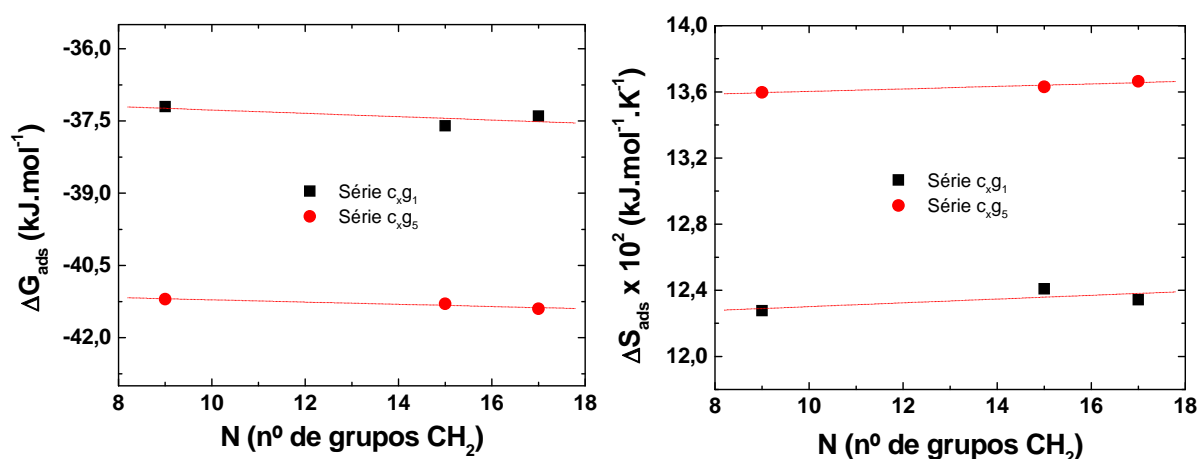 -36,0
-37,5
-39,0
-40,5
-42,0
ΔG_ads (kJ.mol⁻¹)
Série c_xg_1
Série c_xg_5
8 10 12 14 16 18
N (nº de grupos CH₂)
14,0
13,6
13,2
12,8
12,4
12,0
ΔS_ads x 10² (kJ.mol⁻¹.K⁻¹)
Série c_xg_1
Série c_xg_5
8 10 12 14 16 18
N (nº de grupos CH₂)